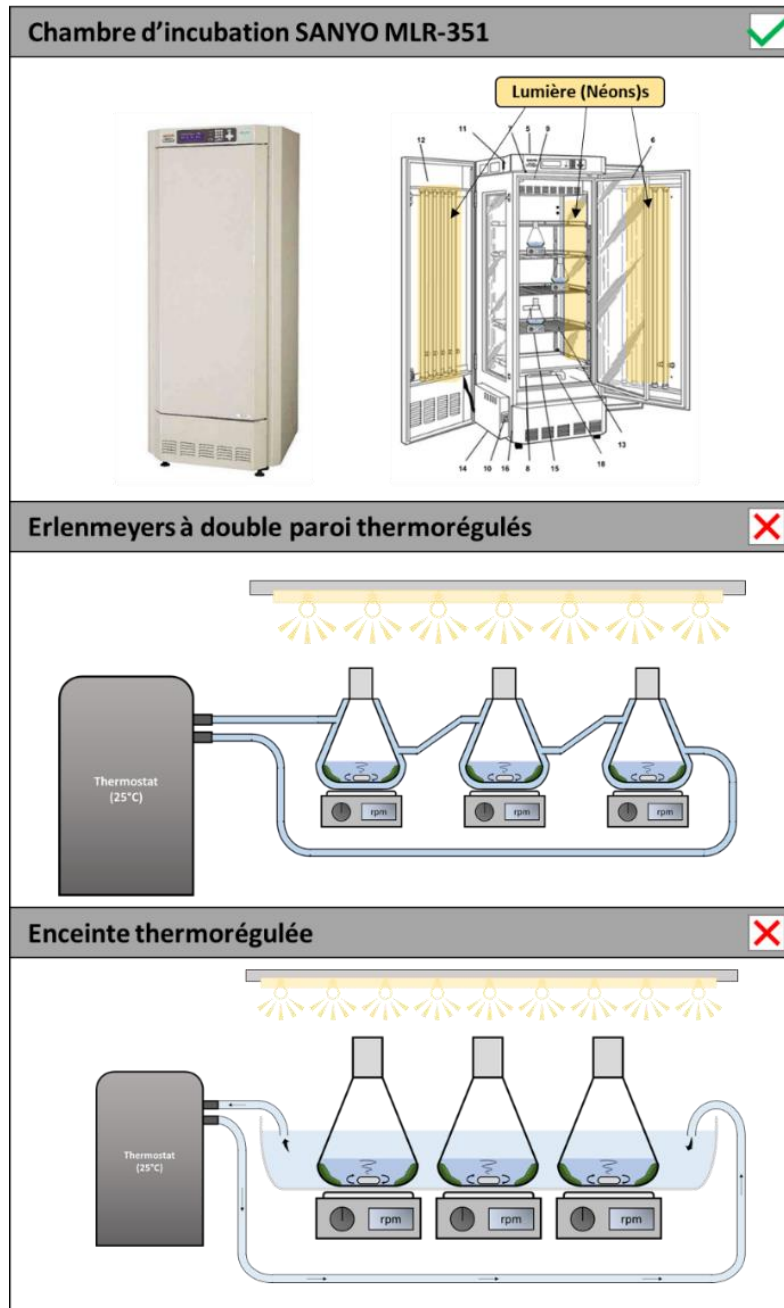 Chambre d'incubation SANYO MLR-351
Lumière (Néons)s
11
7
5
9
12
6
13
14
10
16
8
15
18
Erlenmeyers à double paroi thermorégulés
Thermostat
(25°C)
rpm
rpm
rpm
Enceinte thermorégulée
Thermostat
(25°C)
rpm
rpm
rpm